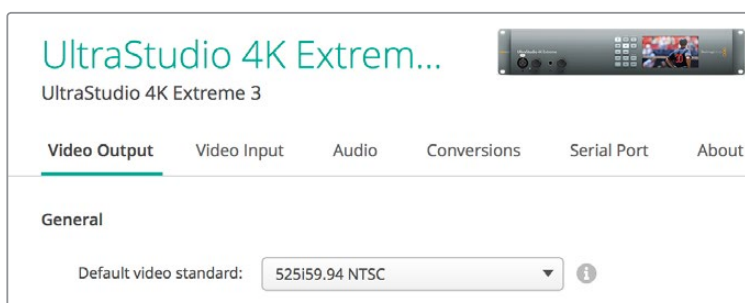 UltraStudio 4K Extrem...
UltraStudio 4K Extreme 3
Video Output Video Input Audio Conversions Serial Port About
General
Default video standard: 525i59.94 NTSC